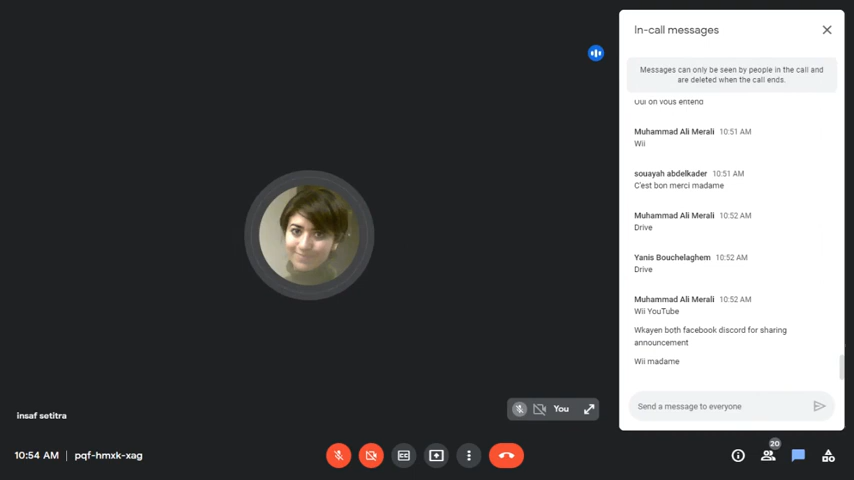 In-call messages
Messages can only be seen by people in the call and
are deleted when the call ends.
Oui on vous entend
Muhammad Ali Merali 10:51 AM
Wii
souayah abdelkader 10:51 AM
C'est bon merci madame
Muhammad Ali Merali 10:52 AM
Drive
Yanis Bouchelaghem 10:52 AM
Drive
Muhammad Ali Merali 10:52 AM
Wii YouTube
Wkayen both facebook discord for sharing
announcement
Wii madame
Send a message to everyone
You
insaf setitra
10:54 AM | pqf-hmxk-xag
20